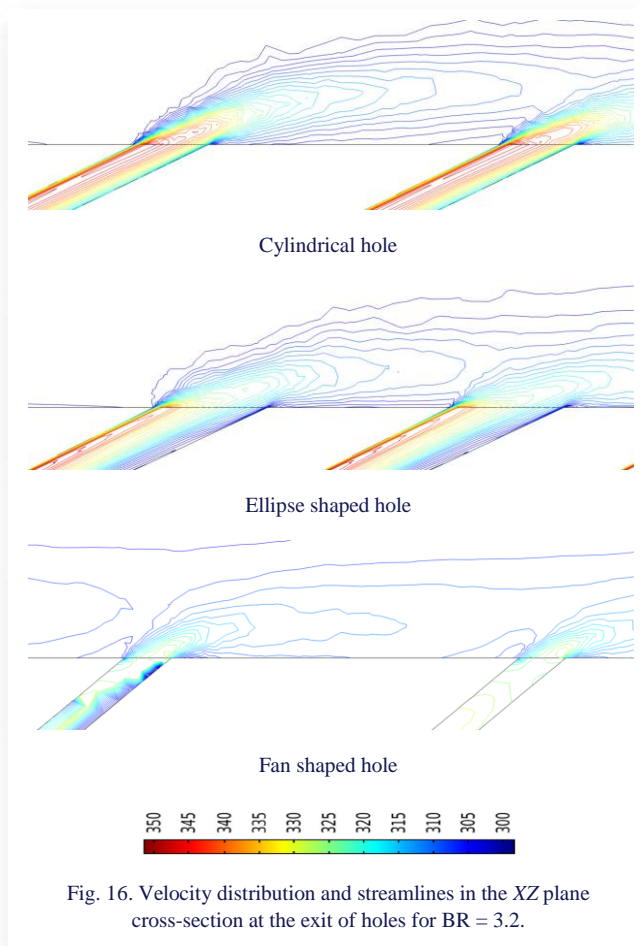 Cylindrical hole
Ellipse shaped hole
Fan shaped hole
350 345 340 335 330 325 320 315 310 305 300
Fig. 16. Velocity distribution and streamlines in the XZ plane
cross-section at the exit of holes for BR = 3.2.